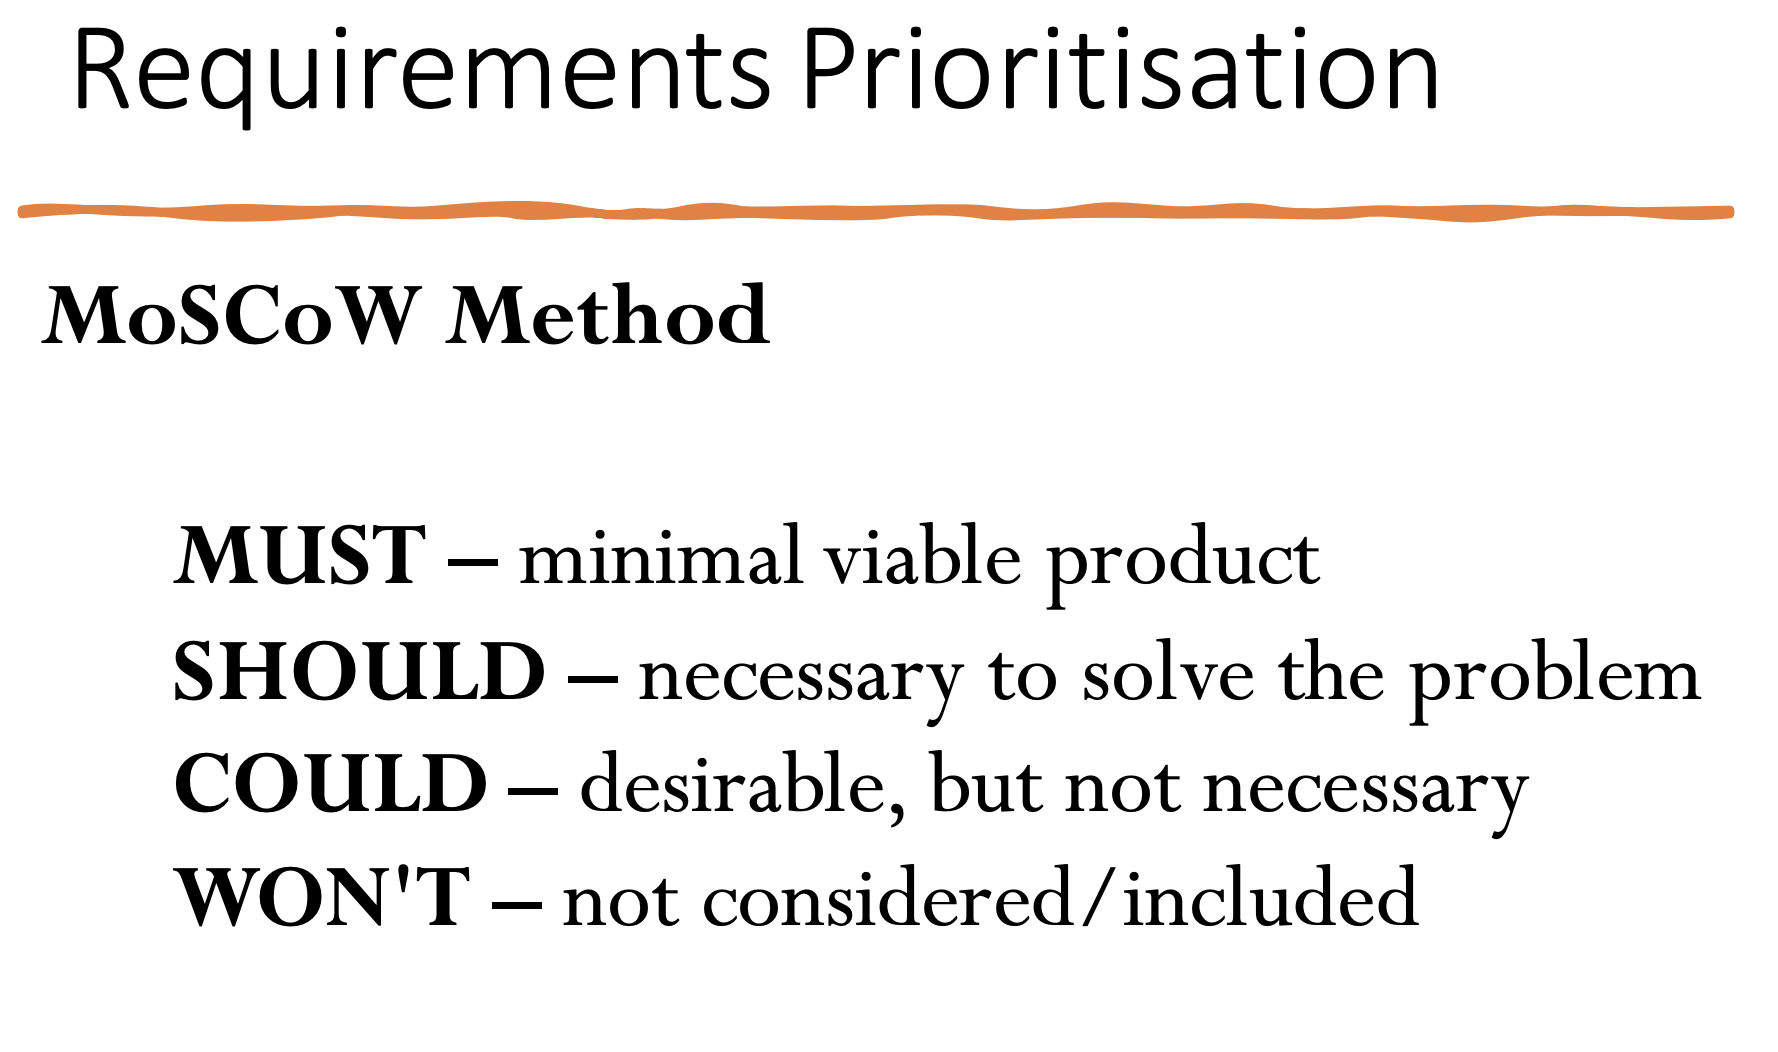 Requirements Prioritisation
MoSCoW Method
MUST – minimal viable product
SHOULD – necessary to solve the problem
COULD – desirable, but not necessary
WON'T – not considered/included